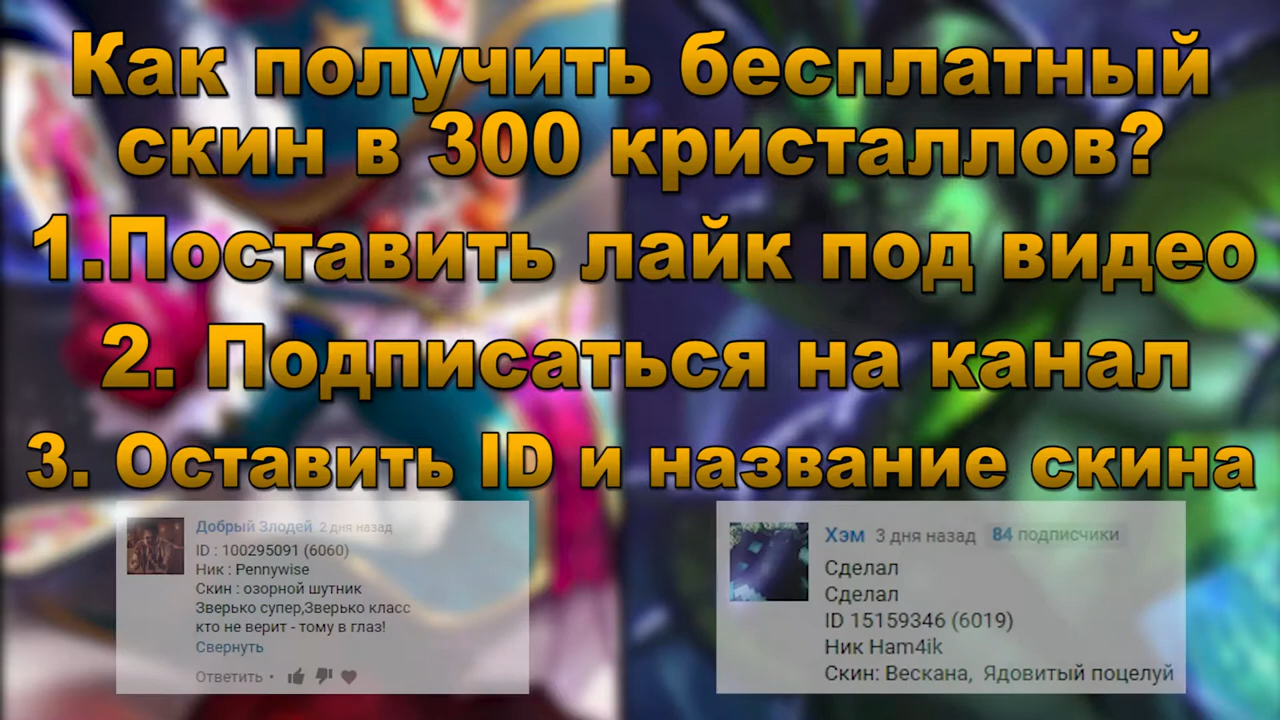 Как получить бесплатный
скин в 300 кристаллов?
1.Поставить лайк под видео
2. Подписаться на канал
3. Оставить ID и название скина
Добрый Злодей 2 дня назад
ID : 100295091 (6060)
Ник : Pennywise
Скин : озорной шутник
Зверько супер,Зверько класс
кто не верит - тому в глаз!
Свернуть
Ответить •
Хэм 3 дня назад 84 подписчики
Сделал
Сделал
ID 15159346 (6019)
Ник Ham4ik
Скин: Вескана, Ядовитый поцелуй